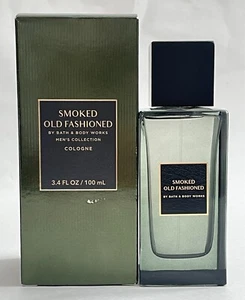 SMOKED
OLD FASHIONED
BY BATH & BODY WORKS
MEN'S COLLECTION
COLOGNE
3.4 FL OZ / 100 mL
SMOKED
OLD FASHIONED
BY BATH & BODY WORKS